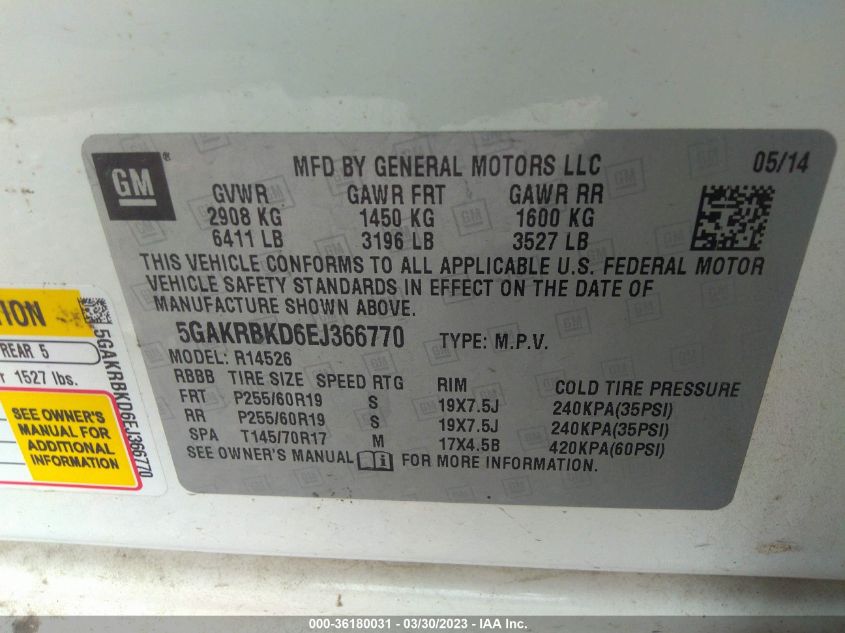 GM
MFD BY GENERAL MOTORS LLC
05/14
GVWR GAWR FRT GAWR RR
2908 KG 1450 KG 1600 KG
6411 LB 3196 LB 3527 LB
THIS VEHICLE CONFORMS TO ALL APPLICABLE U.S. FEDERAL MOTOR
VEHICLE SAFETY STANDARDS IN EFFECT ON THE DATE OF
MANUFACTURE SHOWN ABOVE.
5GAKRBKD6EJ366770 TYPE: M.P.V.
MODEL: R14526
RBBB TIRE SIZE SPEED RTG RIM COLD TIRE PRESSURE
FRT P255/60R19 S 19X7.5J 240KPA(35PSI)
RR P255/60R19 S 19X7.5J 240KPA(35PSI)
SPA T145/70R17 M 17X4.5B 420KPA(60PSI)
SEE OWNER'S MANUAL FOR MORE INFORMATION.
REAR 5
1527 lbs.
SEE OWNER'S
MANUAL FOR
ADDITIONAL
INFORMATION
5GAKRBKD6EJ366770
000-36180031 - 03/30/2023 - IAA Inc.